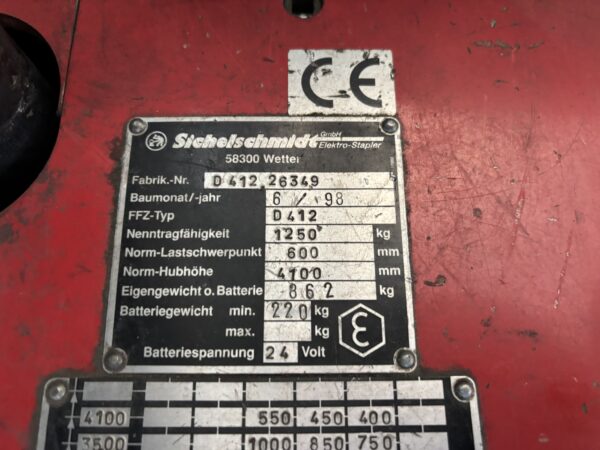 CE
Sichelschmidt GmbH
Elektro-Stapler
58300 Wetter
Fabrik.-Nr. D412 26349
Baumonat/-jahr 6 / 98
FFZ-Typ D412
Nenntragfähigkeit 1250 kg
Norm-Lastschwerpunkt 600 mm
Norm-Hubhöhe 4100 mm
Eigengewicht o. Batterie 862 kg
Batteriegewicht min. 220 kg
max. kg
Batteriespannung 24 Volt
4100 550 450 400
3500 1000 850 750